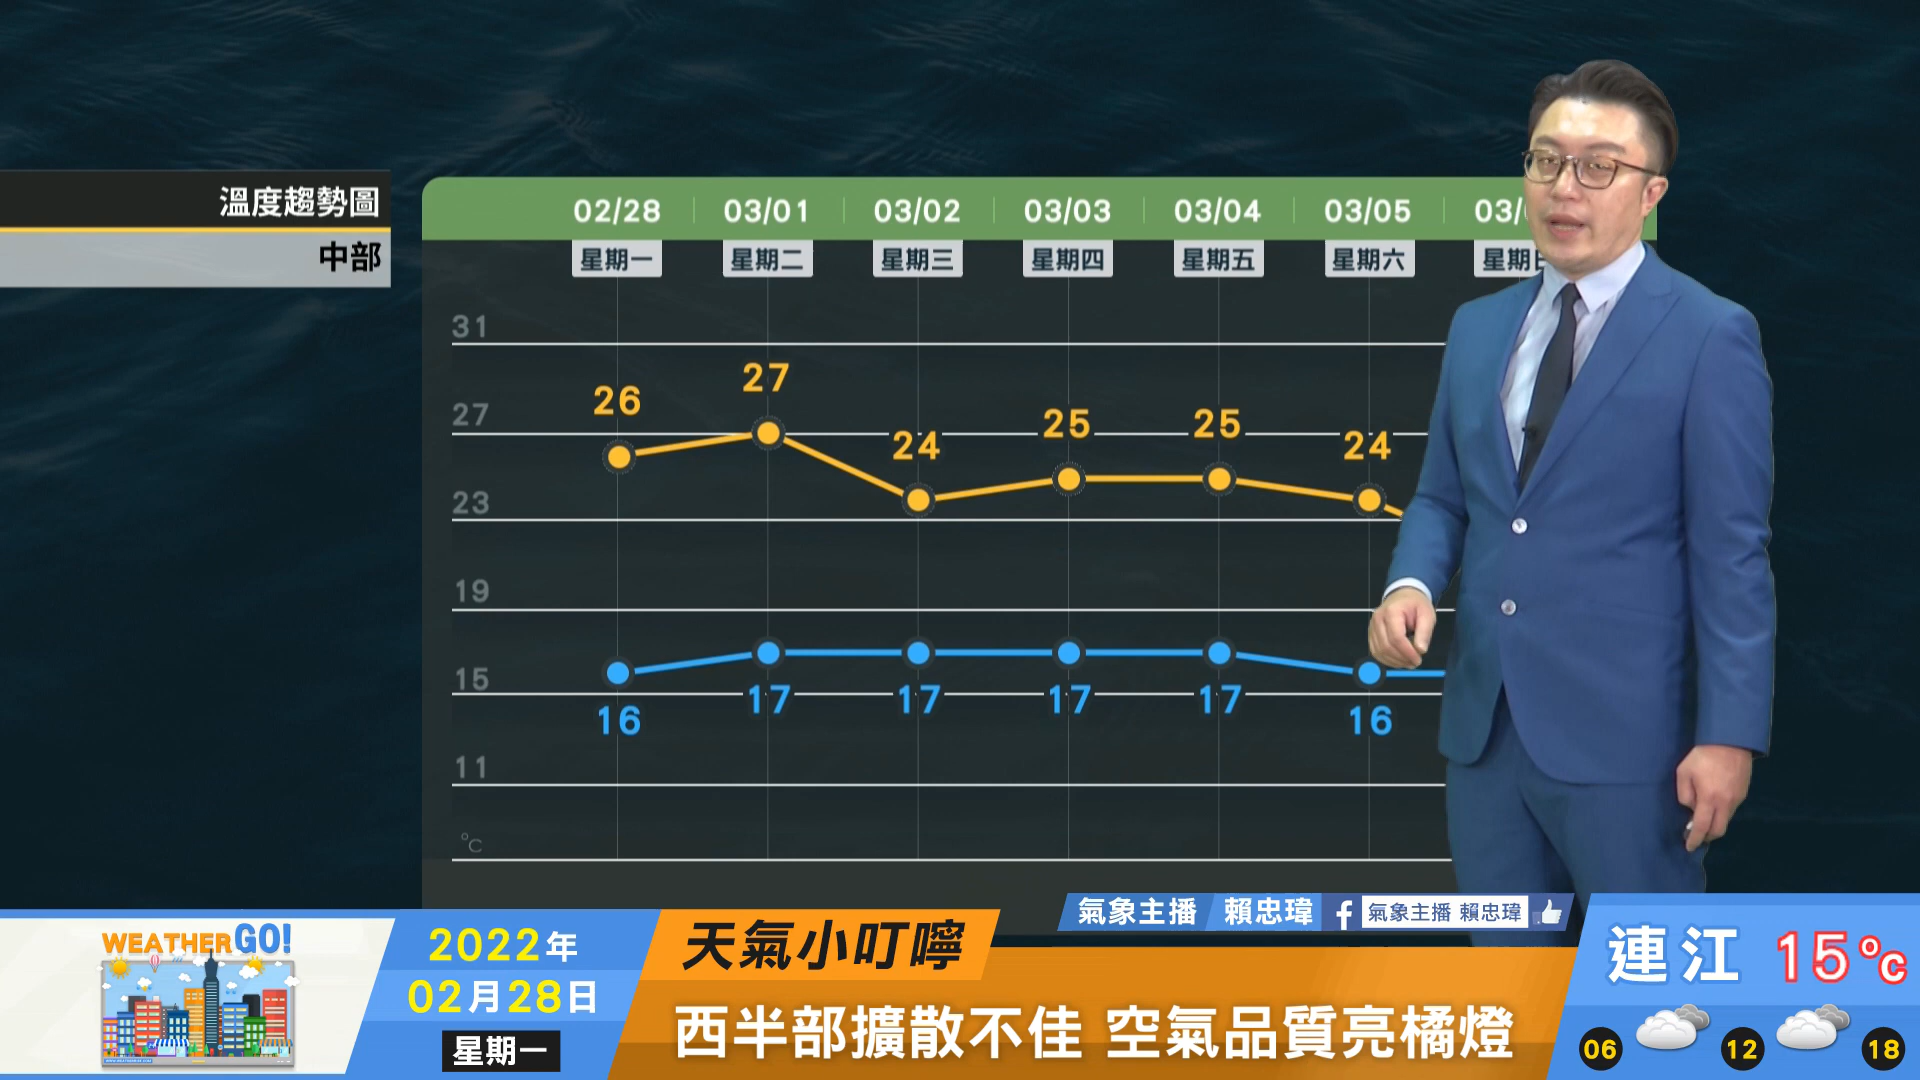 溫度趨勢圖
中部
02/28 03/01 03/02 03/03 03/04 03/05 03/
星期一 星期二 星期三 星期四 星期五 星期六 星期日
31
27
23
19
15
11
°C
26 27 24 25 25 24
16 17 17 17 17 16
氣象主播 賴忠瑋 f 氣象主播 賴忠瑋
WEATHER GO!
2022年
02月28日
星期一
天氣小叮嚀
西半部擴散不佳 空氣品質亮橘燈
連江 15°C
06 12 18